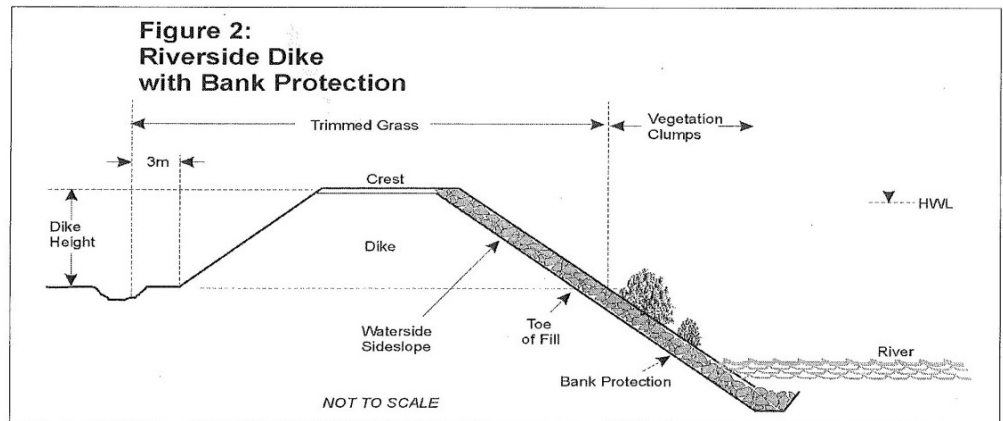 Figure 2:
Riverside Dike
with Bank Protection
Trimmed Grass
Vegetation
Clumps
3m
Crest
HWL
Dike
Height
Dike
Waterside
Sideslope
Toe
of Fill
River
Bank Protection
NOT TO SCALE